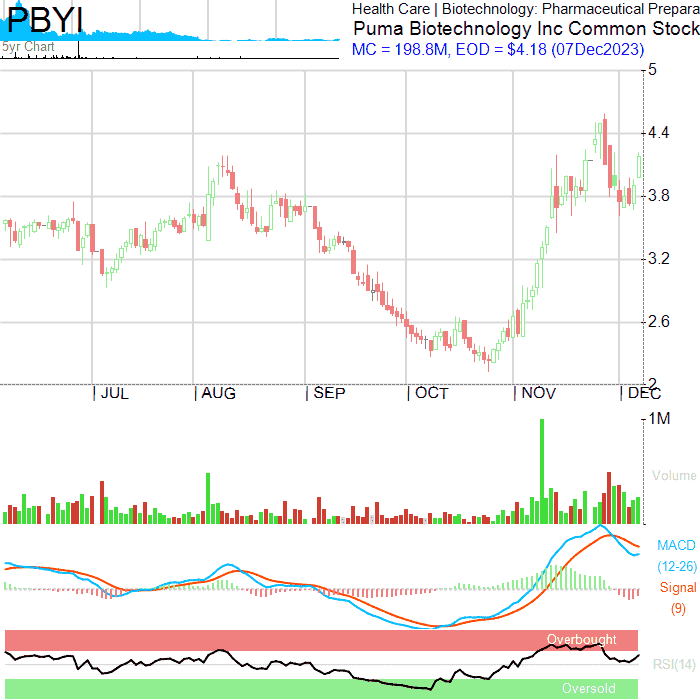 PBYI
5yr Chart
Health Care | Biotechnology: Pharmaceutical Prepara
Puma Biotechnology Inc Common Stock
MC = 198.8M, EOD = $4.18 (07Dec2023)
5
4.4
3.8
3.2
2.6
2
JUL AUG SEP OCT NOV DEC
1M
Volume
MACD
(12-26)
Signal
(9)
Overbought
RSI(14)
Oversold